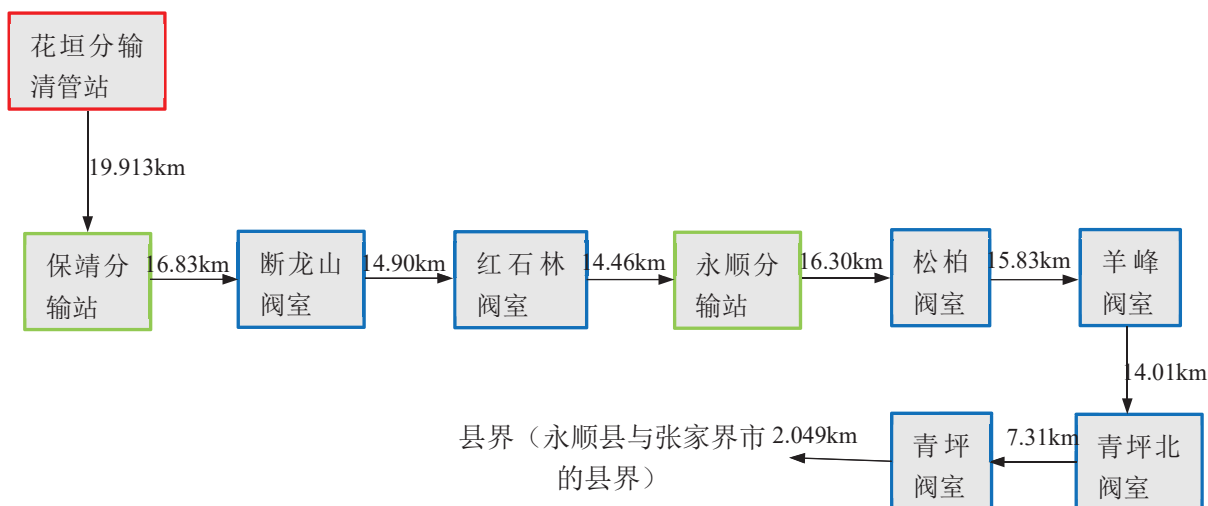 花垣分输
清管站
19.913km
保靖分
输站
16.83km
断龙山
阀室
14.90km
红石林
阀室
14.46km
永顺分
输站
16.30km
松柏
阀室
15.83km
羊峰
阀室
14.01km
青坪北
阀室
7.31km
青坪
阀室
2.049km
县界（永顺县与张家界市
的县界）